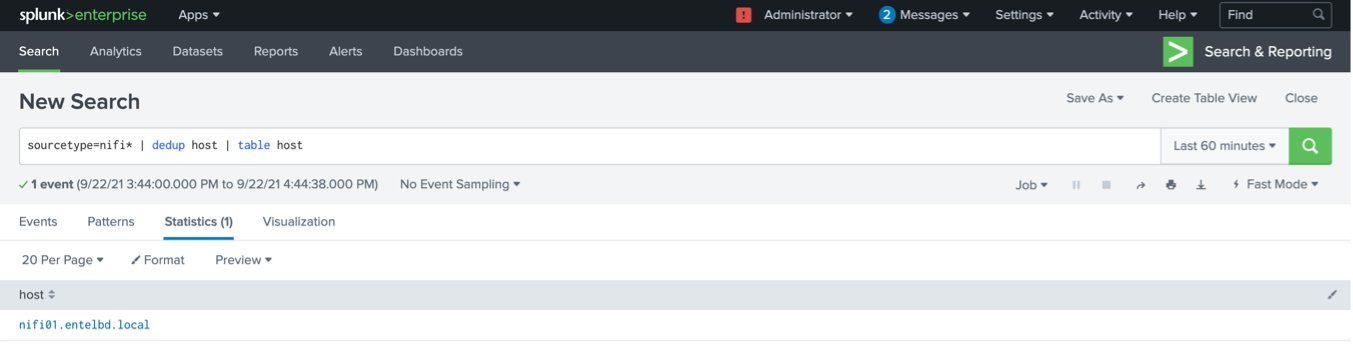 splunk>enterprise Apps ▾ ! Administrator ▾ 2 Messages ▾ Settings ▾ Activity ▾ Help ▾ Find
Search Analytics Datasets Reports Alerts Dashboards > Search & Reporting
New Search Save As ▾ Create Table View Close
sourcetype=nifi* | dedup host | table host Last 60 minutes ▾
✓ 1 event (9/22/21 3:44:00.000 PM to 9/22/21 4:44:38.000 PM) No Event Sampling ▾ Job ▾ Fast Mode ▾
Events Patterns Statistics (1) Visualization
20 Per Page ▾ Format Preview ▾
host
nifi01.entelbd.local